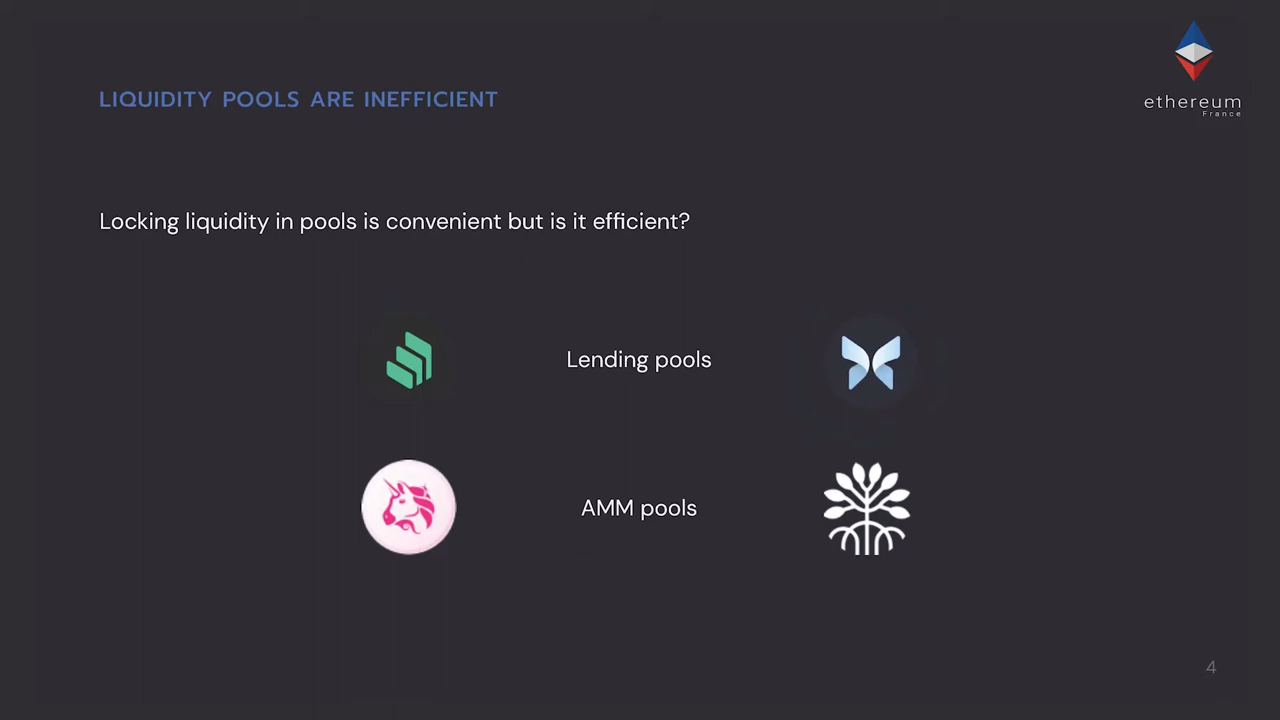 ethereum
France
LIQUIDITY POOLS ARE INEFFICIENT
Locking liquidity in pools is convenient but is it efficient?
Lending pools
AMM pools
4